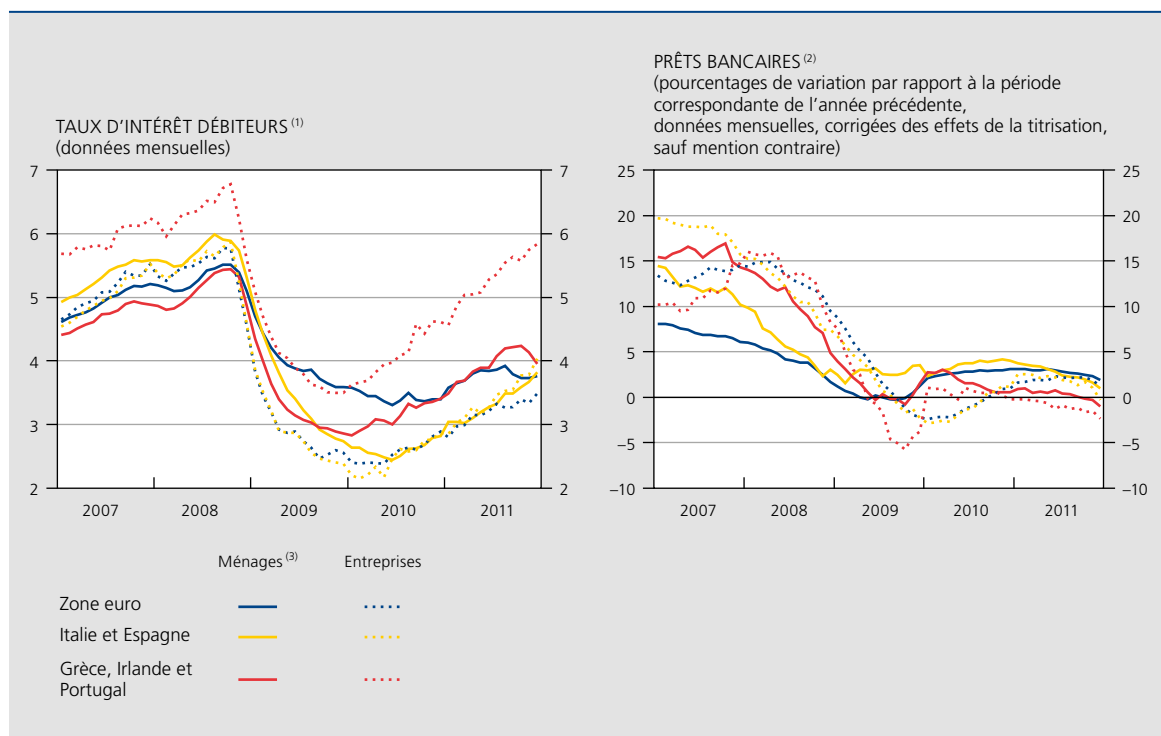 TAUX D'INTÉRÊT DÉBITEURS (1)
(données mensuelles)
7 7
6 6
5 5
4 4
3 3
2 2
2007 2008 2009 2010 2011
PRÊTS BANCAIRES (2)
(pourcentages de variation par rapport à la période
correspondante de l'année précédente,
données mensuelles, corrigées des effets de la titrisation,
sauf mention contraire)
25 25
20 20
15 15
10 10
5 5
0 0
–5 –5
–10 –10
2007 2008 2009 2010 2011
Ménages (3) Entreprises
Zone euro
Italie et Espagne
Grèce, Irlande et
Portugal